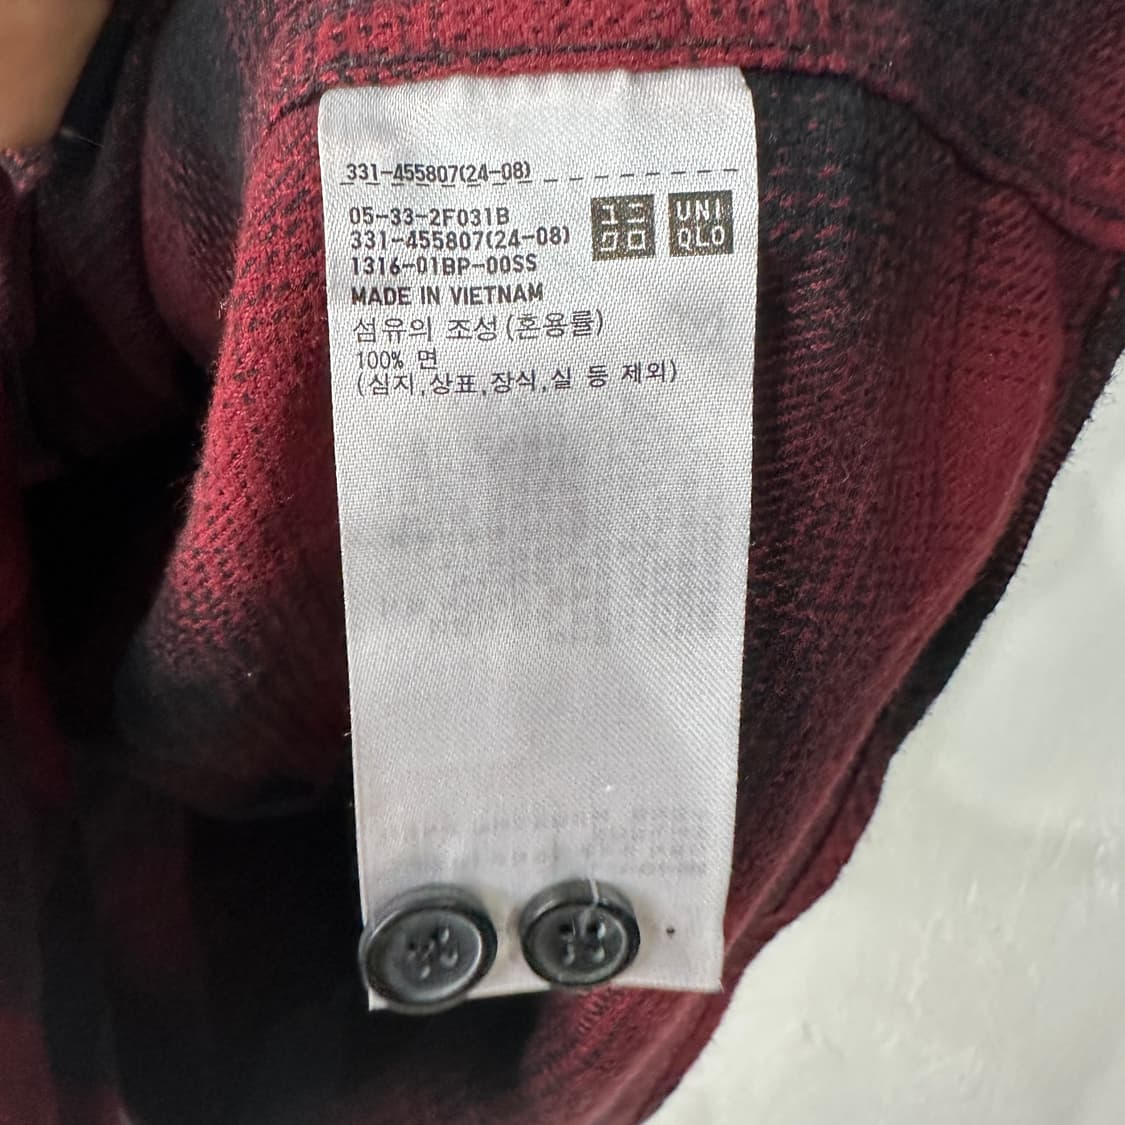 331-455807(24-08)
05-33-2F031B
331-455807(24-08)
1316-01BP-00SS
ユニ
クロ
UNI
QLO
MADE IN VIETNAM
섬유의 조성(혼용률)
100% 면
(심지,상표,장식,실 등 제외)